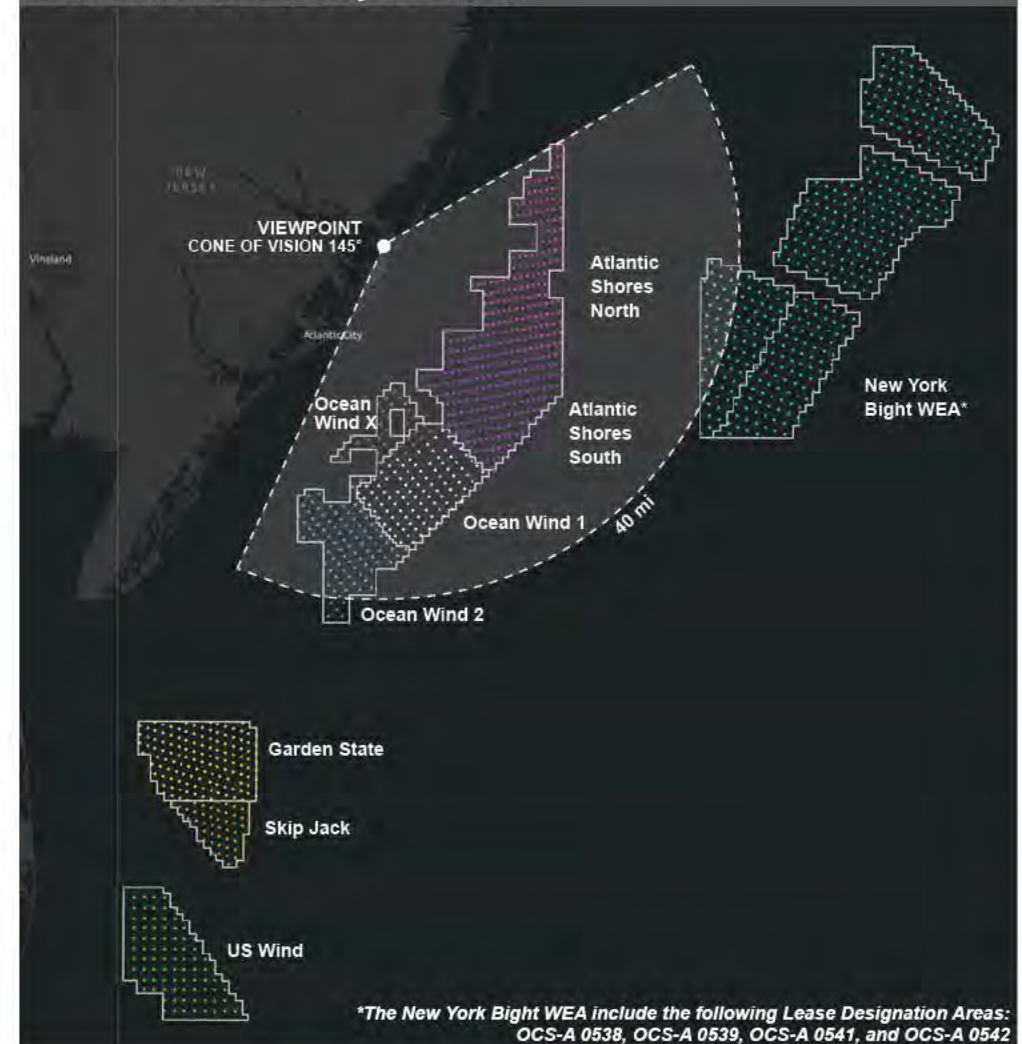 NEW
JERSEY
VIEWPOINT
CONE OF VISION 145°
Vineland
Atlantic City
Atlantic
Shores
North
Ocean
Wind X
Atlantic
Shores
South
New York
Bight WEA*
Ocean Wind 1
40 mi
Ocean Wind 2
Garden State
Skip Jack
US Wind
*The New York Bight WEA include the following Lease Designation Areas:
OCS-A 0538, OCS-A 0539, OCS-A 0541, and OCS-A 0542